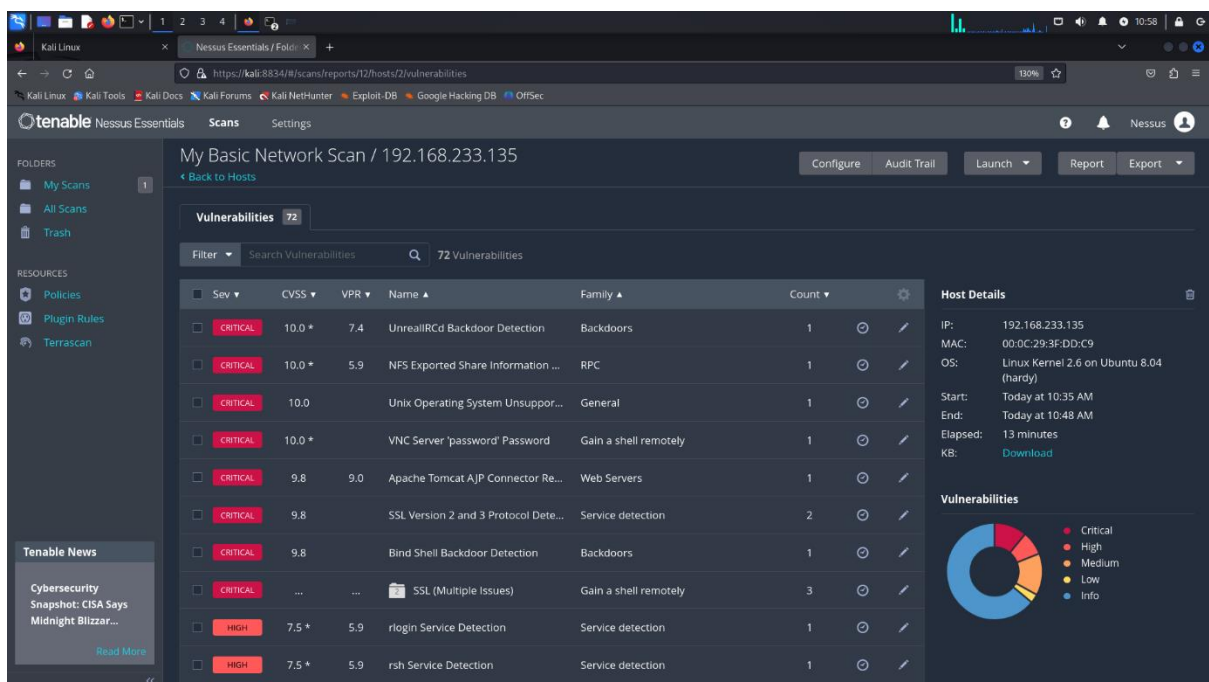 1 2 3 4
10:58
Kali Linux
Nessus Essentials / Folde
https://kali:8834/#/scans/reports/12/hosts/2/vulnerabilities
130%
Kali Linux Kali Tools Kali Docs Kali Forums Kali NetHunter Exploit-DB Google Hacking DB OffSec
tenable Nessus Essentials Scans Settings
Nessus
FOLDERS
My Scans 1
All Scans
Trash
RESOURCES
Policies
Plugin Rules
Terrascan
Tenable News
Cybersecurity
Snapshot: CISA Says
Midnight Blizzar...
Read More
My Basic Network Scan / 192.168.233.135
Back to Hosts
Configure Audit Trail Launch Report Export
Vulnerabilities 72
Filter Search Vulnerabilities 72 Vulnerabilities
Sev CVSS VPR Name Family Count
CRITICAL 10.0 * 7.4 UnrealIRCd Backdoor Detection Backdoors 1
CRITICAL 10.0 * 5.9 NFS Exported Share Information ... RPC 1
CRITICAL 10.0 Unix Operating System Unsuppor... General 1
CRITICAL 10.0 * VNC Server 'password' Password Gain a shell remotely 1
CRITICAL 9.8 9.0 Apache Tomcat AJP Connector Re... Web Servers 1
CRITICAL 9.8 SSL Version 2 and 3 Protocol Dete... Service detection 2
CRITICAL 9.8 Bind Shell Backdoor Detection Backdoors 1
CRITICAL ... ... 2 SSL (Multiple Issues) Gain a shell remotely 3
HIGH 7.5 * 5.9 rlogin Service Detection Service detection 1
HIGH 7.5 * 5.9 rsh Service Detection Service detection 1
Host Details
IP: 192.168.233.135
MAC: 00:0C:29:3F:DD:C9
OS: Linux Kernel 2.6 on Ubuntu 8.04
(hardy)
Start: Today at 10:35 AM
End: Today at 10:48 AM
Elapsed: 13 minutes
KB: Download
Vulnerabilities
Critical
High
Medium
Low
Info